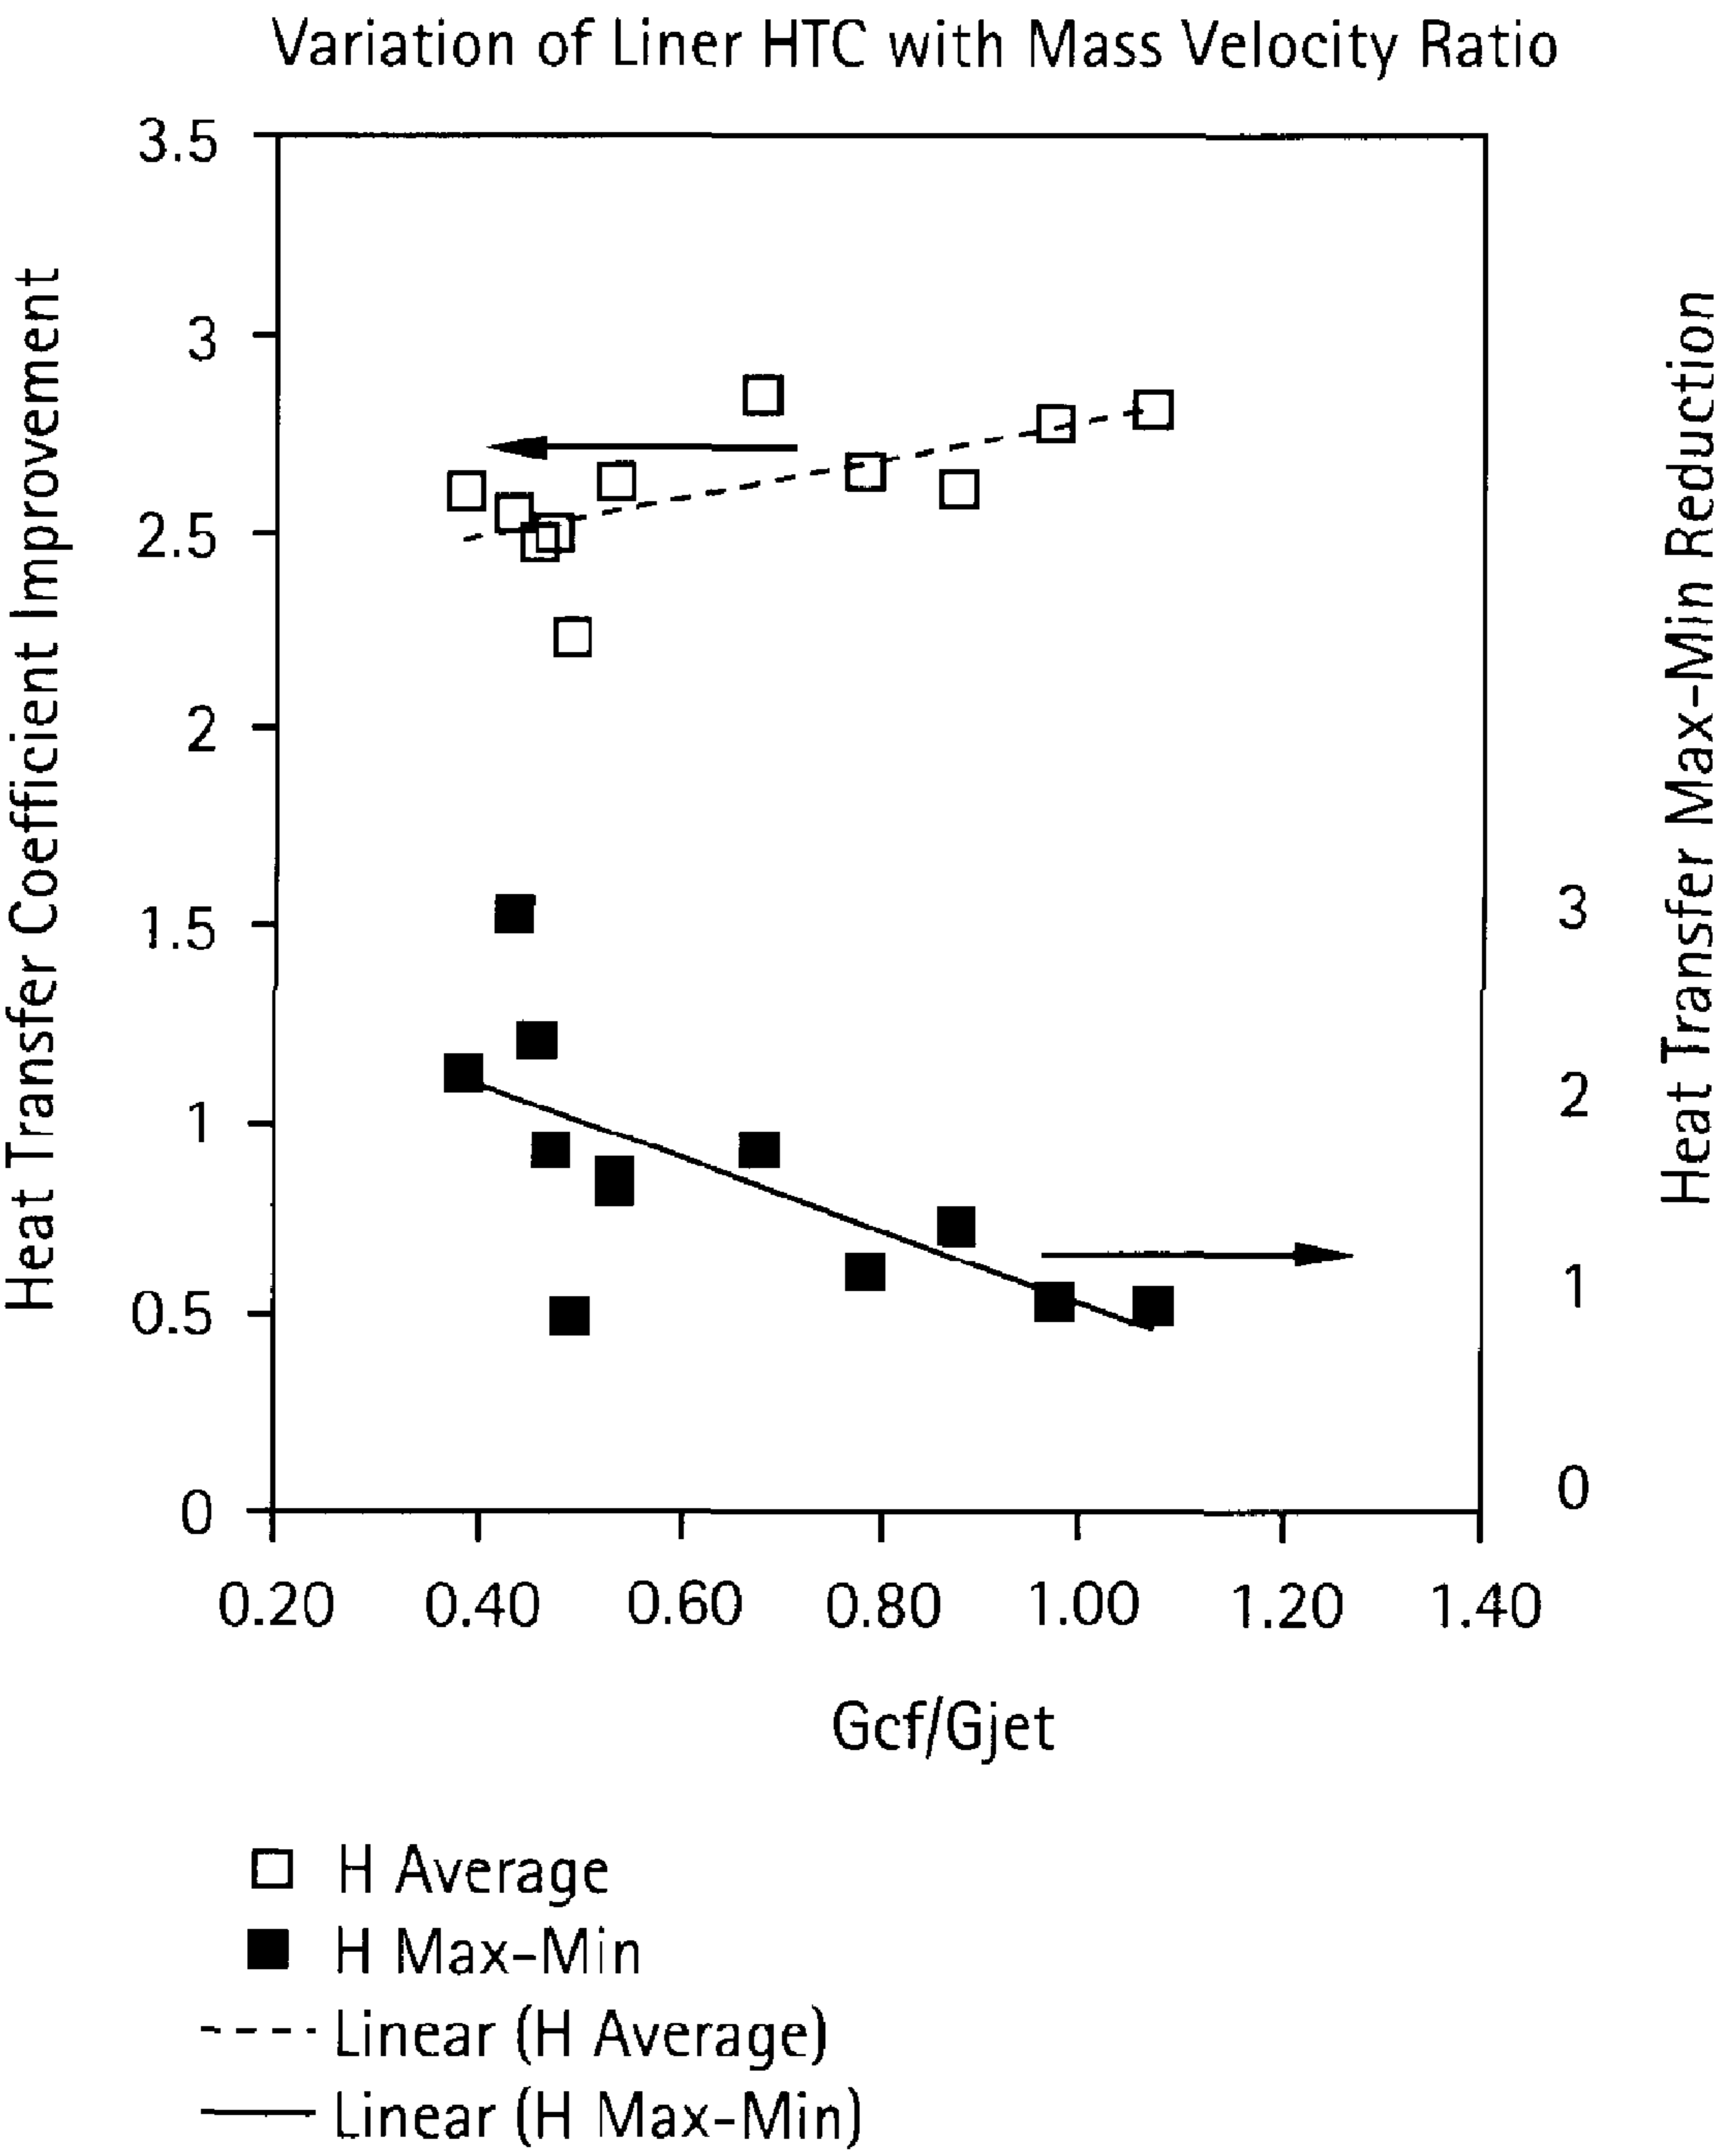 Variation of Liner HTC with Mass Velocity Ratio
Heat Transfer Coefficient Improvement
3.5
3
2.5
2
1.5
1
0.5
0
Heat Transfer Max-Min Reduction
3
2
1
0
0.20 0.40 0.60 0.80 1.00 1.20 1.40
Gcf/Gjet
H Average
H Max-Min
Linear (H Average)
Linear (H Max-Min)